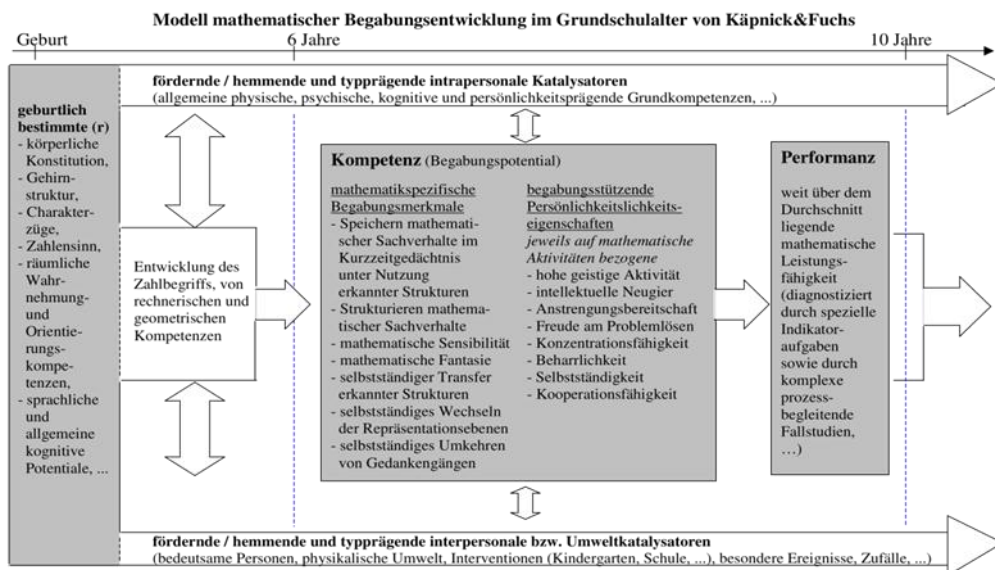 Modell mathematischer Begabungsentwicklung im Grundschulalter von Käpnick&Fuchs
Geburt
6 Jahre
10 Jahre
fördernde / hemmende und typprägende intrapersonale Katalysatoren
(allgemeine physische, psychische, kognitive und persönlichkeitsprägende Grundkompetenzen, ...)
geburtlich
bestimmte (r)
- körperliche
Konstitution,
- Gehirn-
struktur,
- Charakter-
züge,
- Zahlensinn,
- räumliche
Wahr-
nehmung-
und
Orientie-
rungs-
kompe-
tenzen,
- sprachliche
und
allgemeine
kognitive
Potentiale, ...
Entwicklung des
Zahlbegriffs, von
rechnerischen und
geometrischen
Kompetenzen
Kompetenz (Begabungspotential)
mathematikspezifische
Begabungsmerkmale
- Speichern mathemati-
scher Sachverhalte im
Kurzzeitgedächtnis
unter Nutzung
erkannter Strukturen
- Strukturieren mathema-
tischer Sachverhalte
- mathematische Sensibilität
- mathematische Fantasie
- selbstständiger Transfer
erkannter Strukturen
- selbstständiges Wechseln
der Repräsentationsebenen
- selbstständiges Umkehren
von Gedankengängen
begabungsstützende
Persönlichkeitslichkeits-
eigenschaften
jeweils auf mathematische
Aktivitäten bezogene
- hohe geistige Aktivität
- intellektuelle Neugier
- Anstrengungsbereitschaft
- Freude am Problemlösen
- Konzentrationsfähigkeit
- Beharrlichkeit
- Selbstständigkeit
- Kooperationsfähigkeit
Performanz
weit über dem
Durchschnitt
liegende
mathematische
Leistungs-
fähigkeit
(diagnostiziert
durch spezielle
Indikator-
aufgaben
sowie durch
komplexe
prozess-
begleitende
Fallstudien,
…)
fördernde / hemmende und typprägende interpersonale bzw. Umweltkatalysatoren
(bedeutsame Personen, physikalische Umwelt, Interventionen (Kindergarten, Schule, ...), besondere Ereignisse, Zufälle, ...)